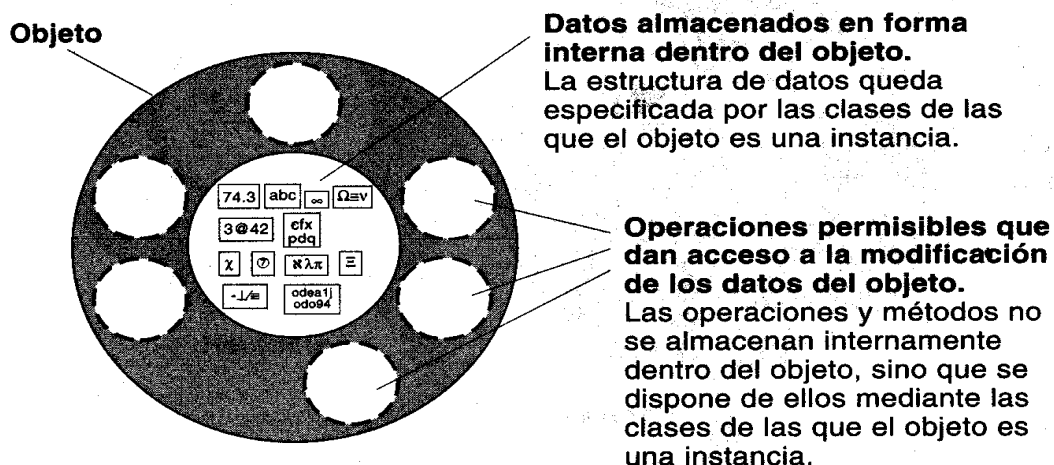 Objeto
Datos almacenados en forma
interna dentro del objeto.
La estructura de datos queda
especificada por las clases de las
que el objeto es una instancia.
74.3 abc ∞ Ω≡ν
3@42 єfx
pdq
χ ⑦ ℵλπ Ξ
odea1j
odo94
Operaciones permisibles que
dan acceso a la modificación
de los datos del objeto.
Las operaciones y métodos no
se almacenan internamente
dentro del objeto, sino que se
dispone de ellos mediante las
clases de las que el objeto es
una instancia.